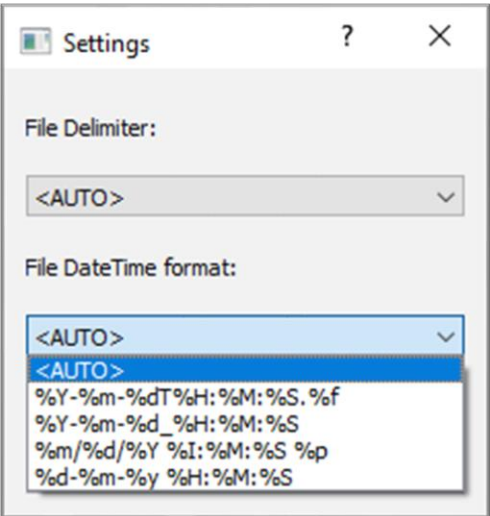 Settings
?
File Delimiter:
<AUTO>
File DateTime format:
<AUTO>
<AUTO>
%Y-%m-%dT%H:%M:%S.%f
%Y-%m-%d_%H:%M:%S
%m/%d/%Y %I:%M:%S %p
%d-%m-%y %H:%M:%S